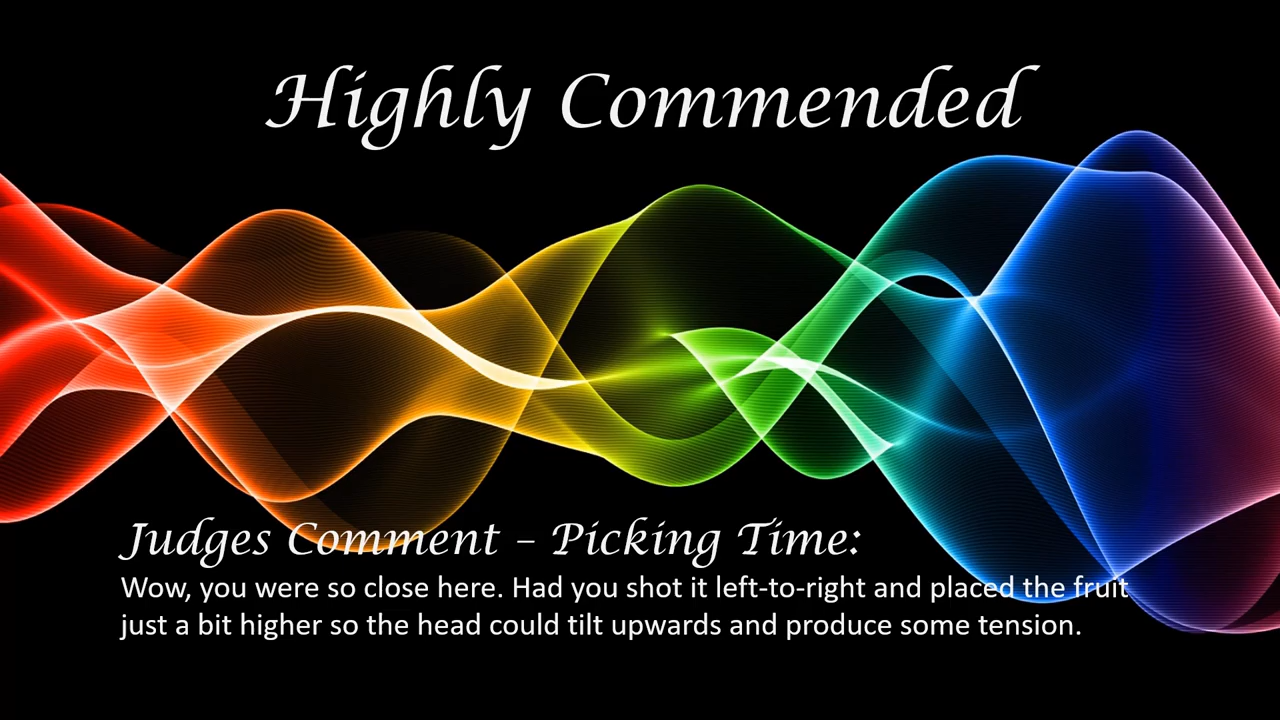 Highly Commended
Judges Comment – Picking Time:
Wow, you were so close here. Had you shot it left-to-right and placed the fruit
just a bit higher so the head could tilt upwards and produce some tension.